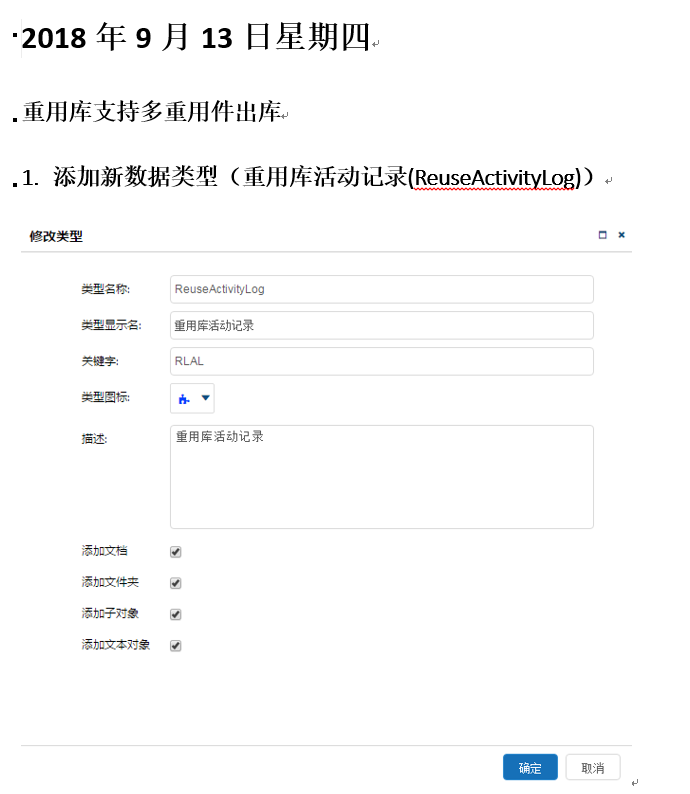 2018 年 9 月 13 日星期四
重用库支持多重用件出库
1. 添加新数据类型（重用库活动记录(ReuseActivityLog)）
修改类型
类型名称: ReuseActivityLog
类型显示名: 重用库活动记录
关键字: RLAL
类型图标:
描述: 重用库活动记录
添加文档
添加文件夹
添加子对象
添加文本对象
确定 取消